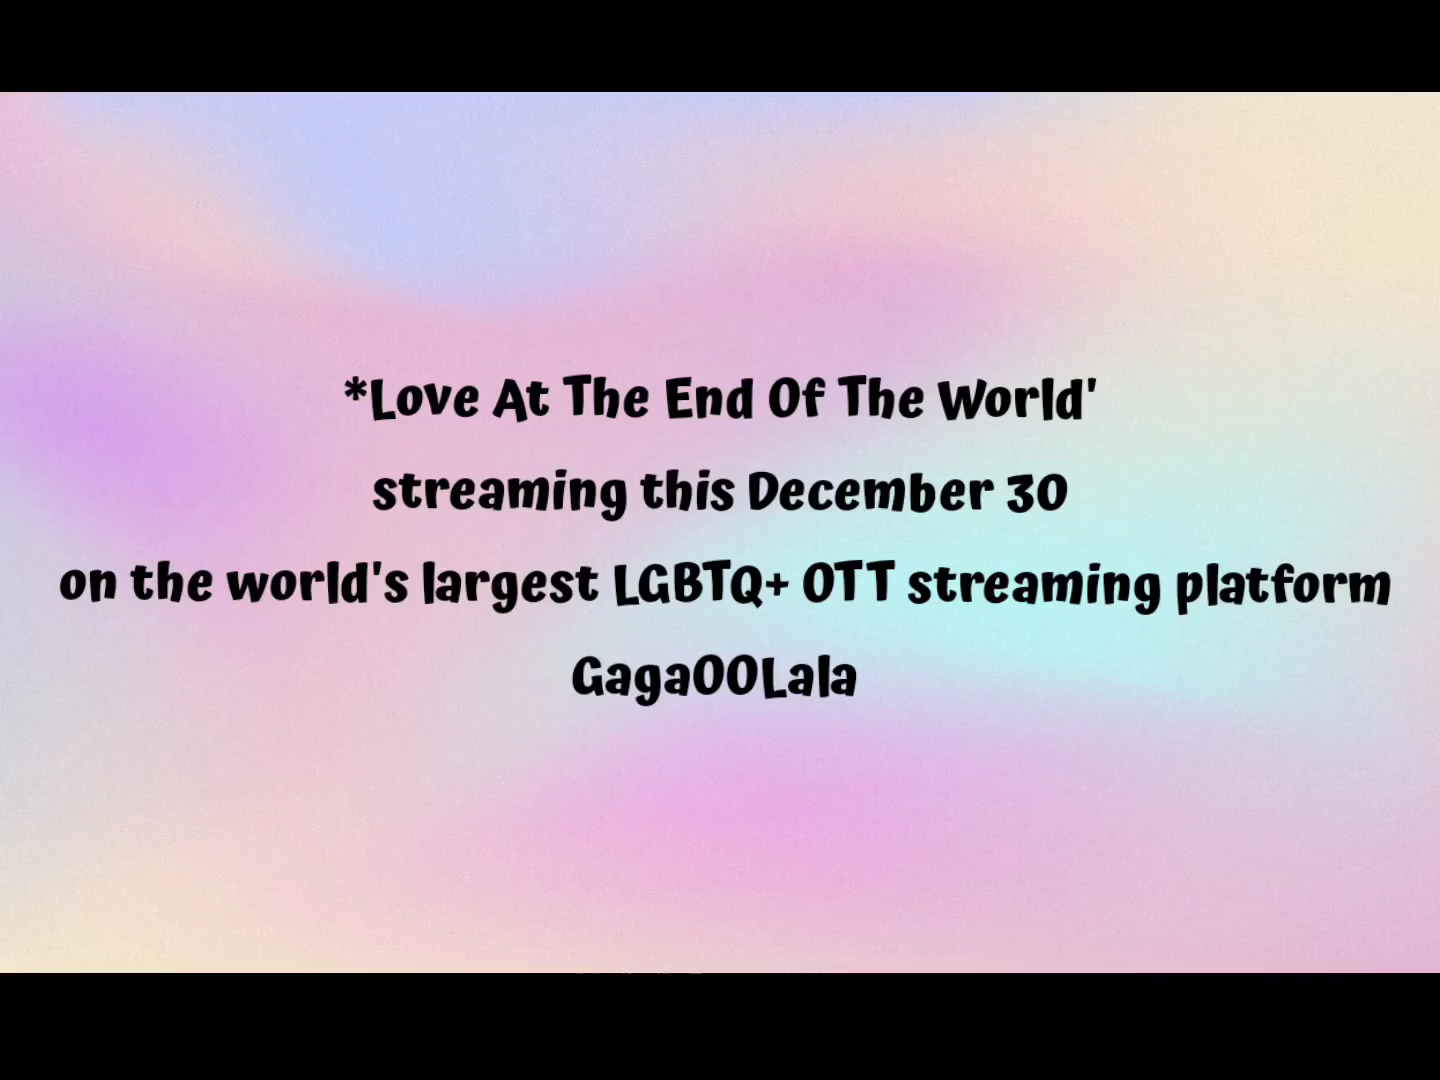 *Love At The End Of The World'
streaming this December 30
on the world's largest LGBTQ+ OTT streaming platform
GagaOOLala